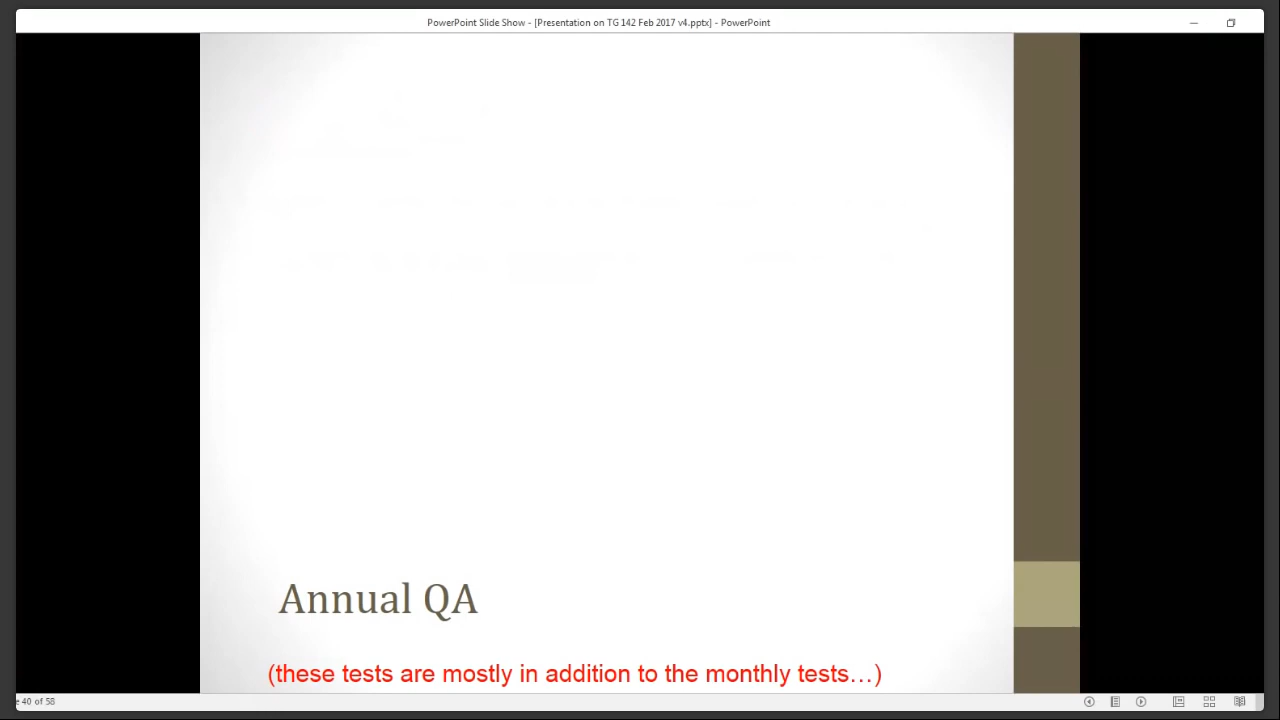 PowerPoint Slide Show - [Presentation on TG 142 Feb 2017 v4.pptx] - PowerPoint
Annual QA
(these tests are mostly in addition to the monthly tests…)
e 40 of 58